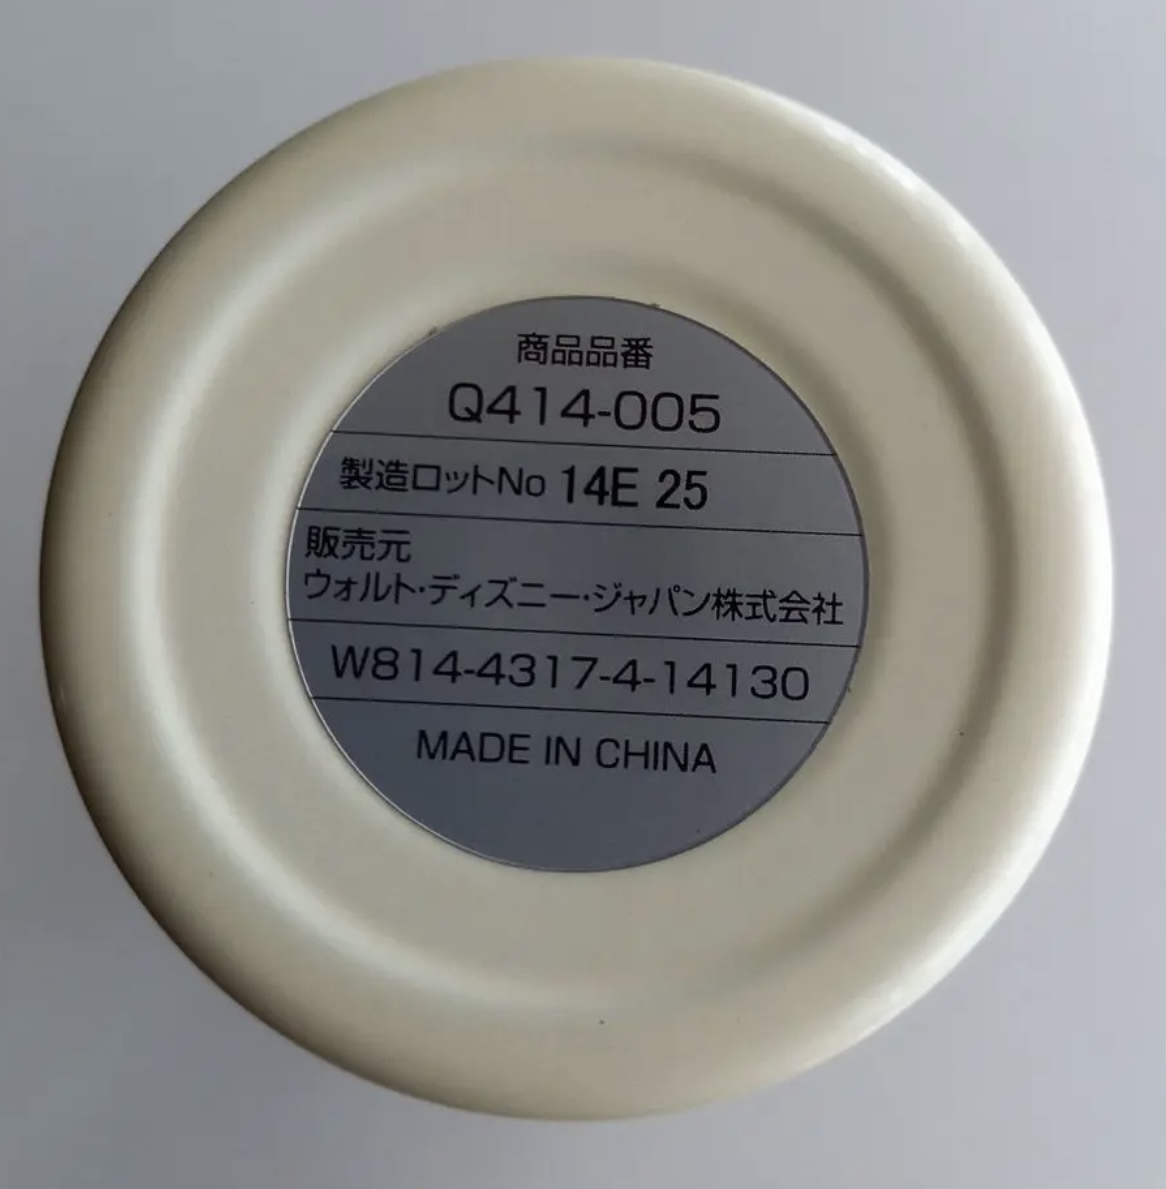 商品品番
Q414-005
製造ロットNo 14E 25
販売元
ウォルト・ディズニー・ジャパン株式会社
W814-4317-4-14130
MADE IN CHINA